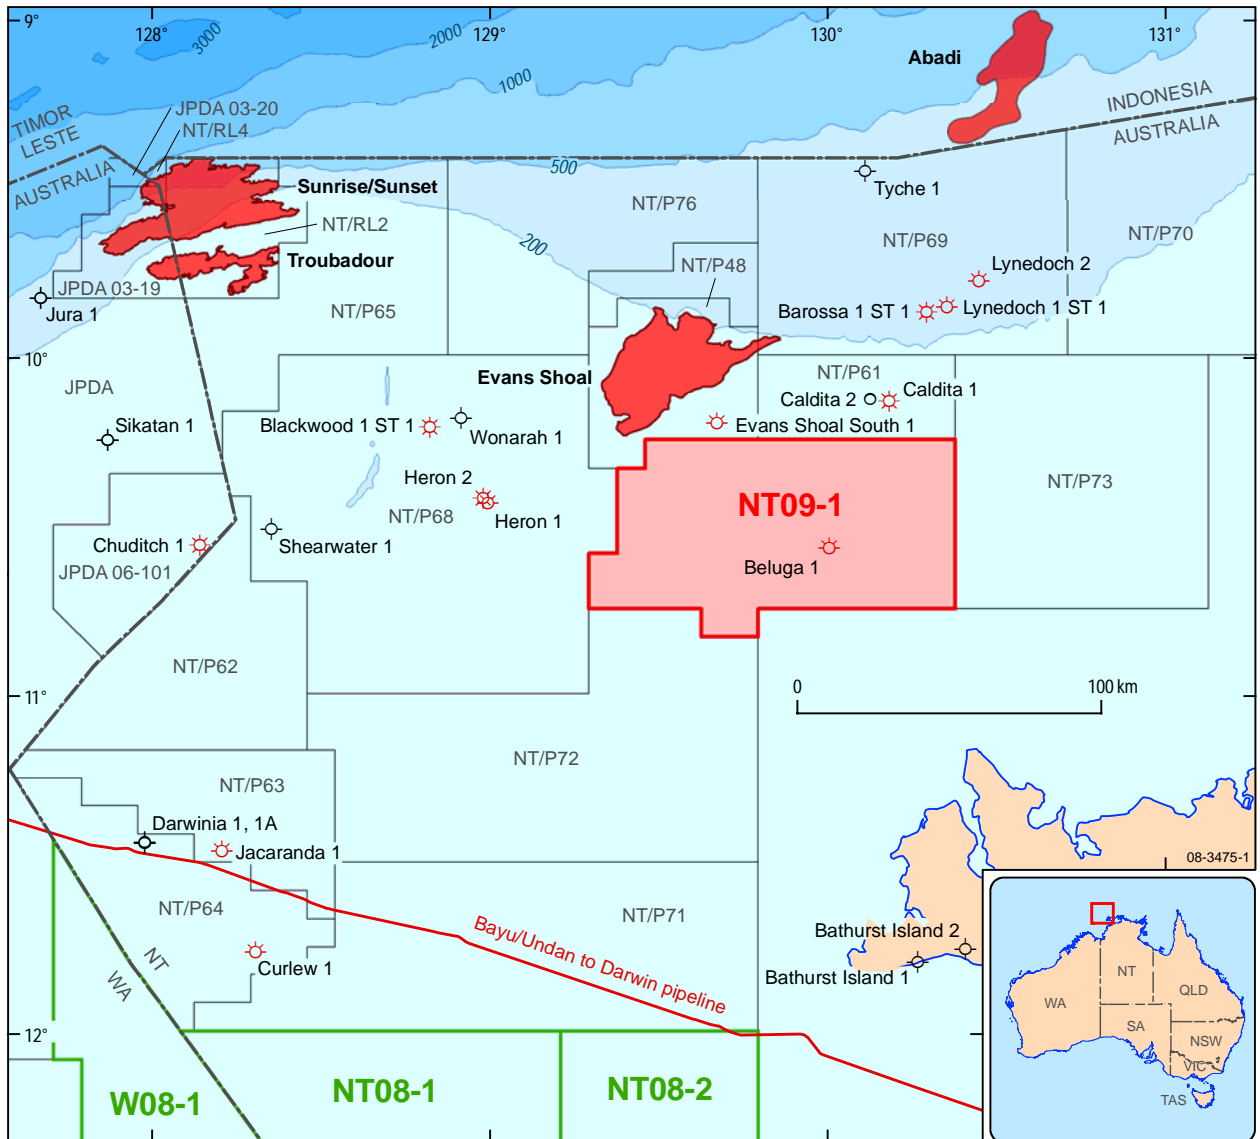 9°
128°
129°
130°
131°
3000
2000
1000
Abadi
INDONESIA
AUSTRALIA
TIMOR
LESTE
AUSTRALIA
JPDA 03-20
NT/RL4
500
Tyche 1
Sunrise/Sunset
NT/P76
NT/RL2
200
NT/P69
NT/P70
Troubadour
NT/P48
Lynedoch 2
JPDA 03-19
Jura 1
NT/P65
Barossa 1 ST 1
Lynedoch 1 ST 1
10°
JPDA
Evans Shoal
NT/P61
Caldita 2
Caldita 1
Sikatan 1
Blackwood 1 ST 1
Wonarah 1
Evans Shoal South 1
Heron 2
NT/P68
Heron 1
NT09-1
NT/P73
Chuditch 1
Shearwater 1
JPDA 06-101
Beluga 1
NT/P62
11°
0
100 km
NT/P72
NT/P63
Darwinia 1, 1A
Jacaranda 1
08-3475-1
NT/P64
NT/P71
Bayu/Undan to Darwin pipeline
Bathurst Island 2
Bathurst Island 1
Curlew 1
NT
WA
12°
W08-1
NT08-1
NT08-2
WA
NT
QLD
SA
NSW
VIC
TAS